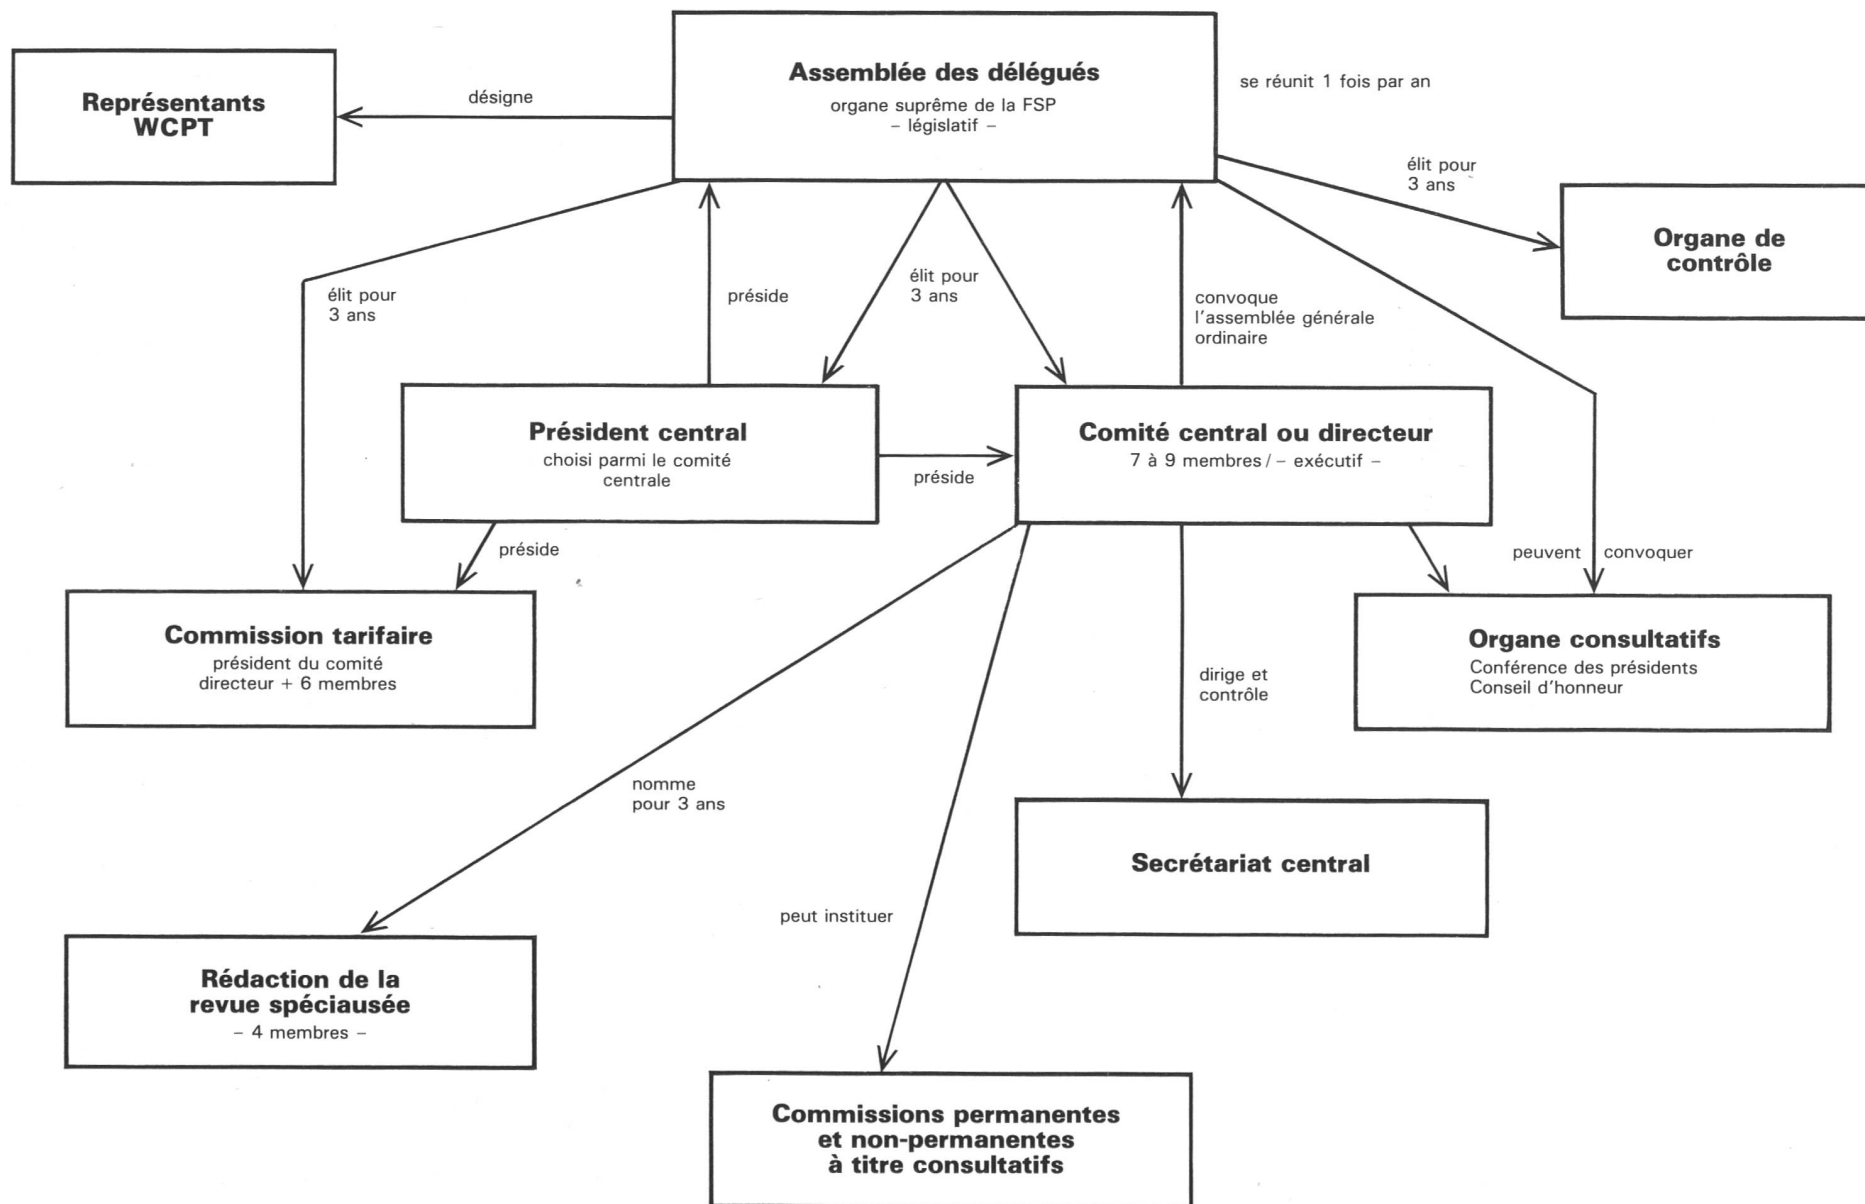 Assemblée des délégués
organe suprême de la FSP
– législatif –
se réunit 1 fois par an
Représentants
WCPT
désigne
élit pour
3 ans
Organe de
contrôle
élit pour
3 ans
préside
élit pour
3 ans
convoque
l'assemblée générale
ordinaire
Président central
choisi parmi le comité
centrale
préside
Comité central ou directeur
7 à 9 membres / – exécutif –
préside
peuvent convoquer
Commission tarifaire
président du comité
directeur + 6 membres
Organe consultatifs
Conférence des présidents
Conseil d'honneur
dirige et
contrôle
nomme
pour 3 ans
Secrétariat central
peut instituer
Rédaction de la
revue spéciausée
– 4 membres –
Commissions permanentes
et non-permanentes
à titre consultatifs